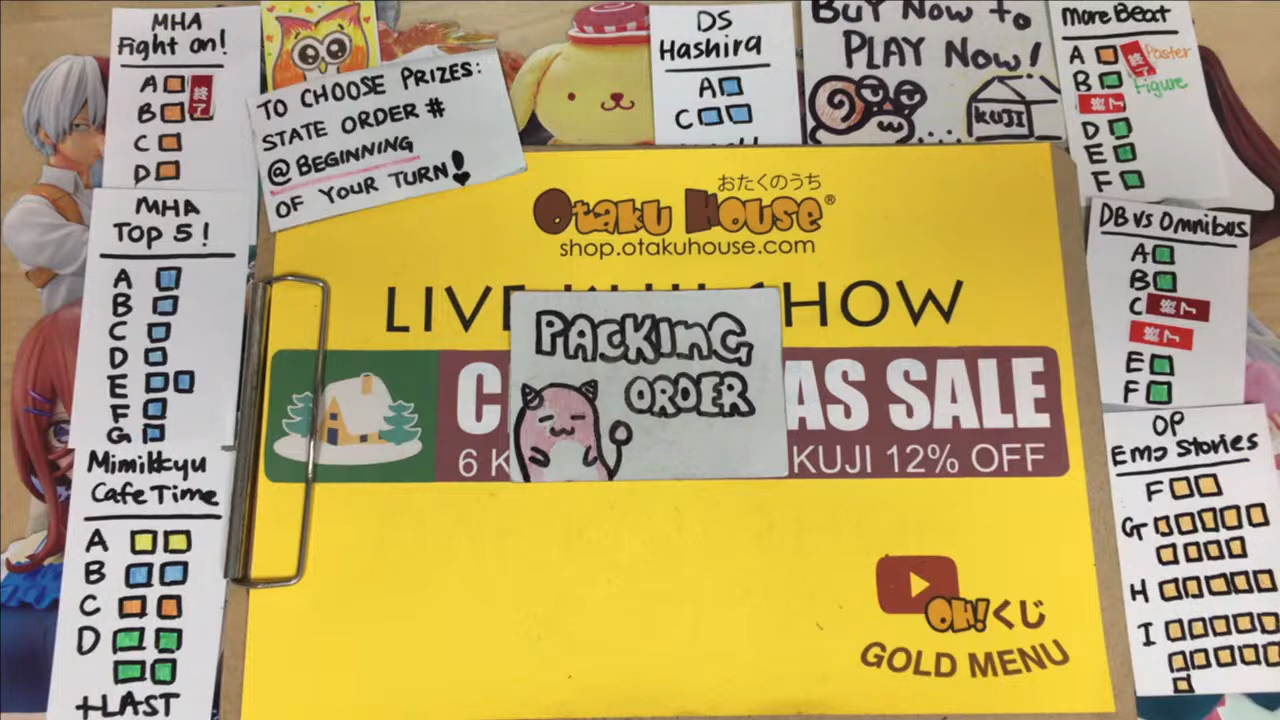 MHA
Fight on!
A
B
終了
C
D
MHA
TOP 5!
A
B
C
D
E
F
G
Mimikkyu
Cafe Time
A
B
C
D
+LAST
TO CHOOSE PRIZES:
STATE ORDER #
@BEGINNING
OF YOUR TURN!
DS
Hashira
A
C
BUY NOW to
PLAY NOW!
KUJI
おたくのうち
Otaku House®
shop.otakuhouse.com
LIVE SHOW
PACKING
ORDER
C AS SALE
6 K KUJI 12% OFF
OH!くじ
GOLD MENU
More Beat
A 終了 Poster
B Figure
終了
D
E
F
DB VS Omnibus
A
B
C 終了
終了
E
F
OP
Emo Stories
F
G
H
I